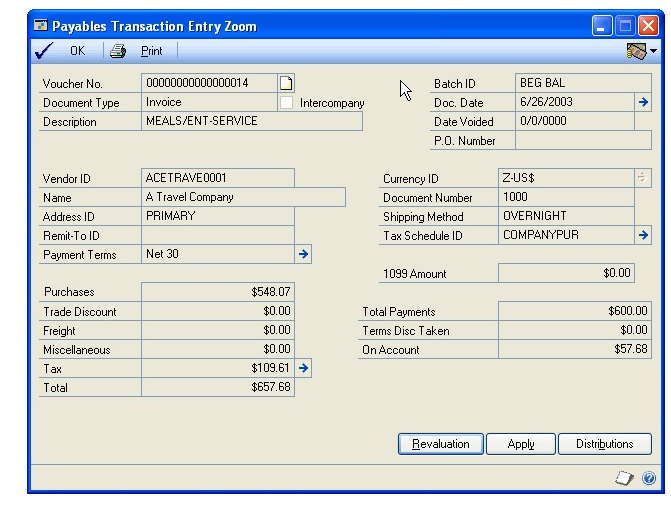 Payables Transaction Entry Zoom
OK Print
Voucher No. 00000000000000014 Batch ID BEG BAL
Document Type Invoice Intercompany Doc. Date 6/26/2003
Description MEALS/ENT-SERVICE Date Voided 0/0/0000
P.O. Number
Vendor ID ACETRAVE0001 Currency ID Z-US$
Name A Travel Company Document Number 1000
Address ID PRIMARY Shipping Method OVERNIGHT
Remit-To ID Tax Schedule ID COMPANYPUR
Payment Terms Net 30
1099 Amount $0.00
Purchases $548.07
Trade Discount $0.00 Total Payments $600.00
Freight $0.00 Terms Disc Taken $0.00
Miscellaneous $0.00 On Account $57.68
Tax $109.61
Total $657.68
Revaluation Apply Distributions